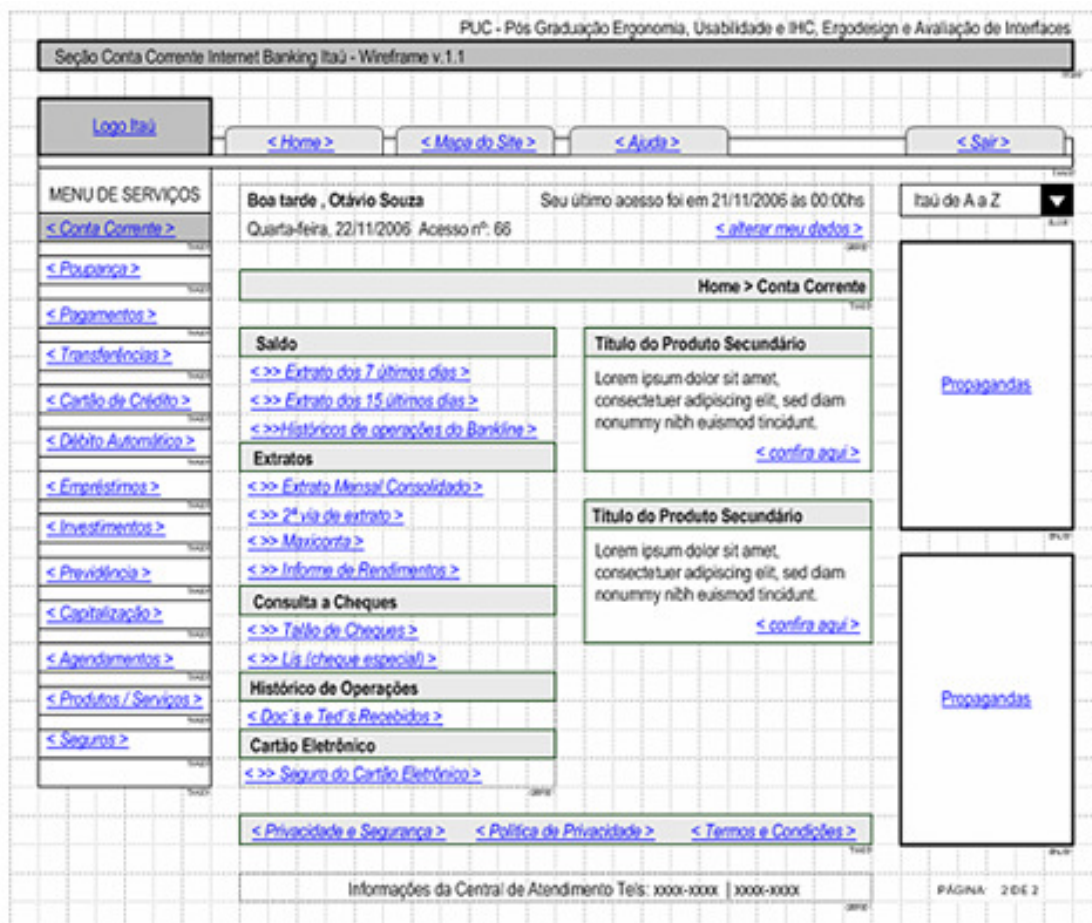 PUC - Pós Graduação Ergonomia, Usabilidade e IHC, Ergodesign e Avaliação de Interfaces
Seção Conta Corrente Internet Banking Itaú - Wireframe v.1.1
Logo Itaú
< Home >
< Mapa do Site >
< Ajuda >
< Sair >
MENU DE SERVIÇOS
< Conta Corrente >
< Poupança >
< Pagamentos >
< Transferências >
< Cartão de Crédito >
< Débito Automático >
< Empréstimos >
< Investimentos >
< Previdência >
< Capitalização >
< Agendamentos >
< Produtos / Serviços >
< Seguros >
Boa tarde , Otávio Souza
Seu último acesso foi em 21/11/2006 às 00:00hs
Quarta-feira, 22/11/2006 Acesso nº: 66
< alterar meu dados >
Home > Conta Corrente
Saldo
< >> Extrato dos 7 últimos dias >
< >> Extrato dos 15 últimos dias >
< >>Históricos de operações do Bankline >
Extratos
< >> Extrato Mensal Consolidado >
< >> 2ª via de extrato >
< >> Maxiconta >
< >> Informe de Rendimentos >
Consulta a Cheques
< >> Talão de Cheques >
< >> Lis (cheque especial) >
Histórico de Operações
< Doc´s e Ted´s Recebidos >
Cartão Eletrônico
< >> Seguro do Cartão Eletrônico >
Título do Produto Secundário
Lorem ipsum dolor sit amet,
consectetuer adipiscing elit, sed diam
nonummy nibh euismod tincidunt.
< confira aqui >
Título do Produto Secundário
Lorem ipsum dolor sit amet,
consectetuer adipiscing elit, sed diam
nonummy nibh euismod tincidunt.
< confira aqui >
Itaú de A a Z
Propagandas
Propagandas
< Privacidade e Segurança >
< Política de Privacidade >
< Termos e Condições >
Informações da Central de Atendimento Tel's: xxxx-xxxx | xxxx-xxxx
PÁGINA: 2 DE 2